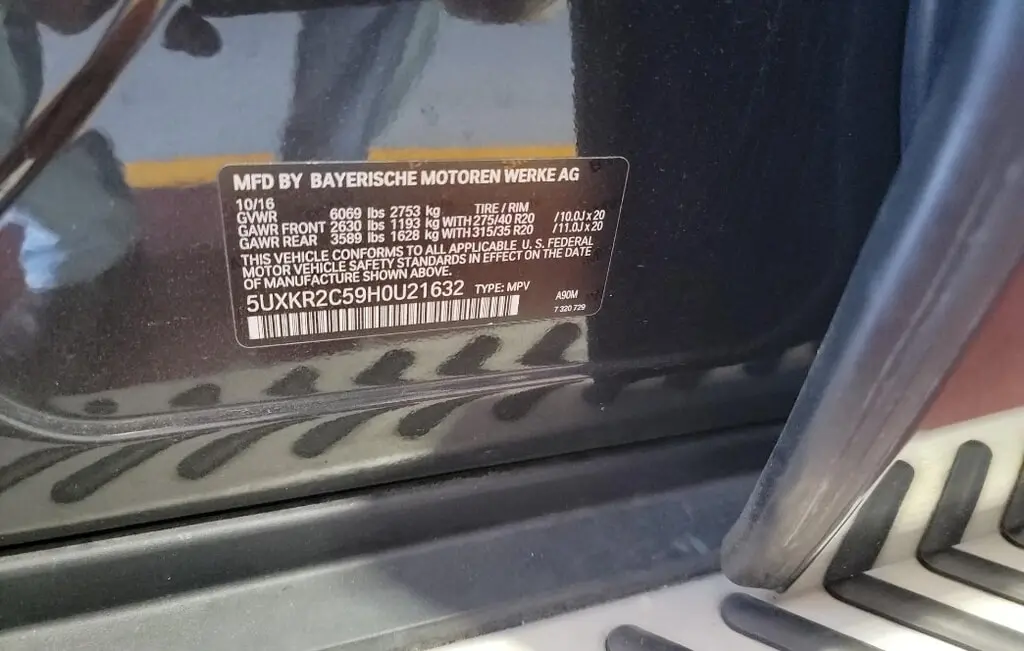 MFD BY BAYERISCHE MOTOREN WERKE AG
10/16
GVWR 6069 lbs 2753 kg TIRE / RIM
GAWR FRONT 2630 lbs 1193 kg WITH 275/40 R20 /10.0J x 20
GAWR REAR 3589 lbs 1628 kg WITH 315/35 R20 /11.0J x 20
THIS VEHICLE CONFORMS TO ALL APPLICABLE U. S. FEDERAL
MOTOR VEHICLE SAFETY STANDARDS IN EFFECT ON THE DATE
OF MANUFACTURE SHOWN ABOVE.
5UXKR2C59H0U21632 TYPE: MPV
A90M
7 320 729